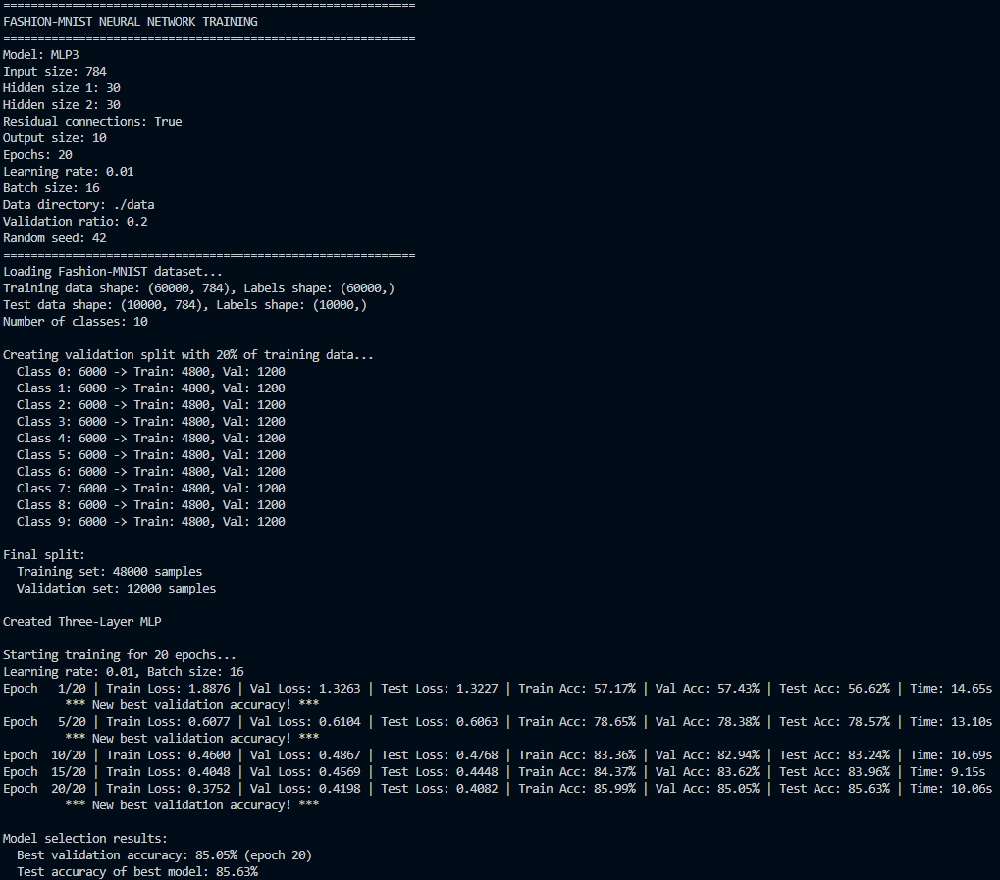 ============================================================
FASHION-MNIST NEURAL NETWORK TRAINING
============================================================
Model: MLP3
Input size: 784
Hidden size 1: 30
Hidden size 2: 30
Residual connections: True
Output size: 10
Epochs: 20
Learning rate: 0.01
Batch size: 16
Data directory: ./data
Validation ratio: 0.2
Random seed: 42
============================================================
Loading Fashion-MNIST dataset...
Training data shape: (60000, 784), Labels shape: (60000,)
Test data shape: (10000, 784), Labels shape: (10000,)
Number of classes: 10

Creating validation split with 20% of training data...
  Class 0: 6000 -> Train: 4800, Val: 1200
  Class 1: 6000 -> Train: 4800, Val: 1200
  Class 2: 6000 -> Train: 4800, Val: 1200
  Class 3: 6000 -> Train: 4800, Val: 1200
  Class 4: 6000 -> Train: 4800, Val: 1200
  Class 5: 6000 -> Train: 4800, Val: 1200
  Class 6: 6000 -> Train: 4800, Val: 1200
  Class 7: 6000 -> Train: 4800, Val: 1200
  Class 8: 6000 -> Train: 4800, Val: 1200
  Class 9: 6000 -> Train: 4800, Val: 1200

Final split:
  Training set: 48000 samples
  Validation set: 12000 samples

Created Three-Layer MLP

Starting training for 20 epochs...
Learning rate: 0.01, Batch size: 16
Epoch   1/20 | Train Loss: 1.8876 | Val Loss: 1.3263 | Test Loss: 1.3227 | Train Acc: 57.17% | Val Acc: 57.43% | Test Acc: 56.62% | Time: 14.65s
         *** New best validation accuracy! ***
Epoch   5/20 | Train Loss: 0.6077 | Val Loss: 0.6104 | Test Loss: 0.6063 | Train Acc: 78.65% | Val Acc: 78.38% | Test Acc: 78.57% | Time: 13.10s
         *** New best validation accuracy! ***
Epoch  10/20 | Train Loss: 0.4600 | Val Loss: 0.4867 | Test Loss: 0.4768 | Train Acc: 83.36% | Val Acc: 82.94% | Test Acc: 83.24% | Time: 10.69s
Epoch  15/20 | Train Loss: 0.4048 | Val Loss: 0.4569 | Test Loss: 0.4448 | Train Acc: 84.37% | Val Acc: 83.62% | Test Acc: 83.96% | Time: 9.15s
Epoch  20/20 | Train Loss: 0.3752 | Val Loss: 0.4198 | Test Loss: 0.4082 | Train Acc: 85.99% | Val Acc: 85.05% | Test Acc: 85.63% | Time: 10.06s
         *** New best validation accuracy! ***

Model selection results:
  Best validation accuracy: 85.05% (epoch 20)
  Test accuracy of best model: 85.63%